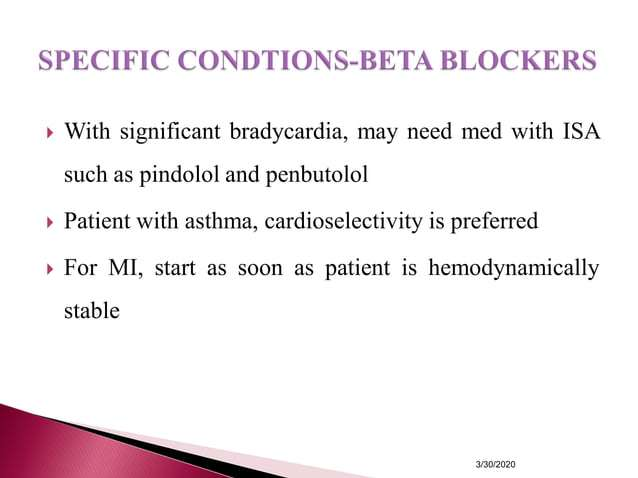 SPECIFIC CONDTIONS-BETA BLOCKERS
With significant bradycardia, may need med with ISA
such as pindolol and penbutolol
Patient with asthma, cardioselectivity is preferred
For MI, start as soon as patient is hemodynamically
stable
3/30/2020